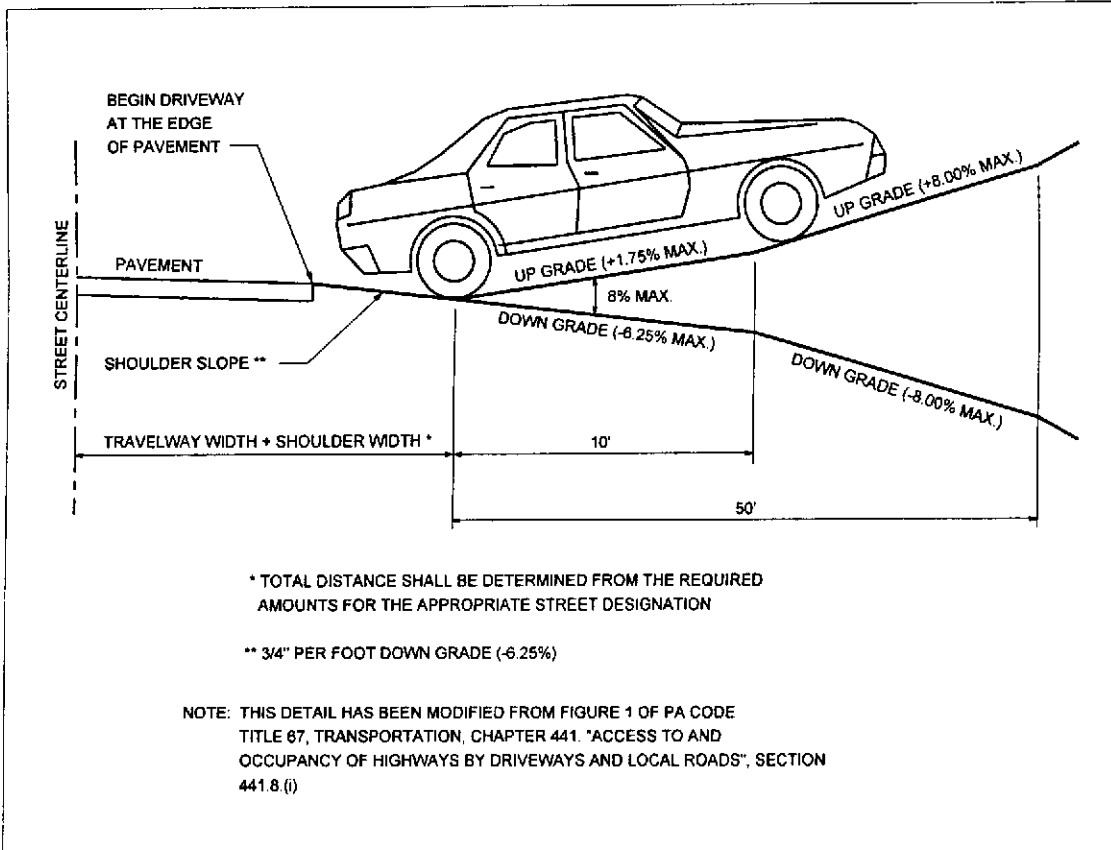 BEGIN DRIVEWAY
AT THE EDGE
OF PAVEMENT
STREET CENTERLINE
PAVEMENT
UP GRADE (+8.00% MAX.)
UP GRADE (+1.75% MAX.)
8% MAX.
DOWN GRADE (-6.25% MAX.)
SHOULDER SLOPE **
DOWN GRADE (-8.00% MAX.)
TRAVELWAY WIDTH + SHOULDER WIDTH *
10'
50'
* TOTAL DISTANCE SHALL BE DETERMINED FROM THE REQUIRED
AMOUNTS FOR THE APPROPRIATE STREET DESIGNATION
** 3/4" PER FOOT DOWN GRADE (-6.25%)
NOTE: THIS DETAIL HAS BEEN MODIFIED FROM FIGURE 1 OF PA CODE
TITLE 67, TRANSPORTATION, CHAPTER 441. "ACCESS TO AND
OCCUPANCY OF HIGHWAYS BY DRIVEWAYS AND LOCAL ROADS", SECTION
441.8.(i)